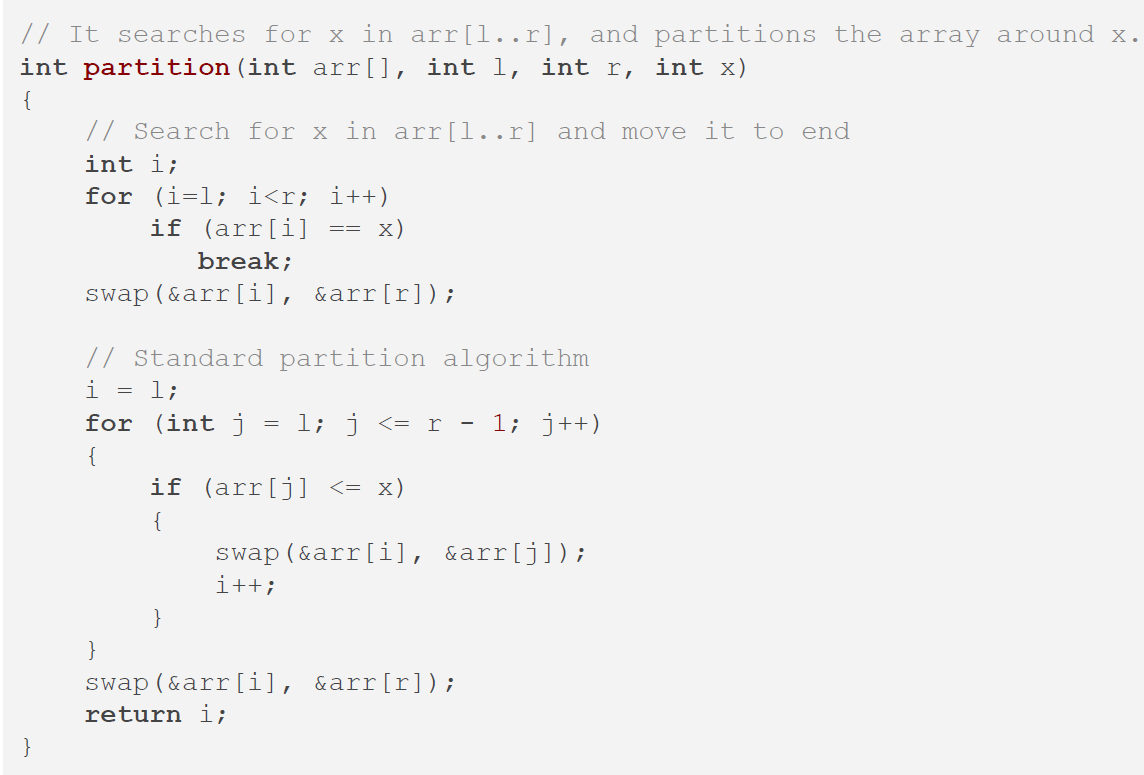 // It searches for x in arr[l..r], and partitions the array around x.
int partition(int arr[], int l, int r, int x)
{
    // Search for x in arr[l..r] and move it to end
    int i;
    for (i=l; i<r; i++)
        if (arr[i] == x)
           break;
    swap(&arr[i], &arr[r]);

    // Standard partition algorithm
    i = l;
    for (int j = l; j <= r - 1; j++)
    {
        if (arr[j] <= x)
        {
            swap(&arr[i], &arr[j]);
            i++;
        }
    }
    swap(&arr[i], &arr[r]);
    return i;
}